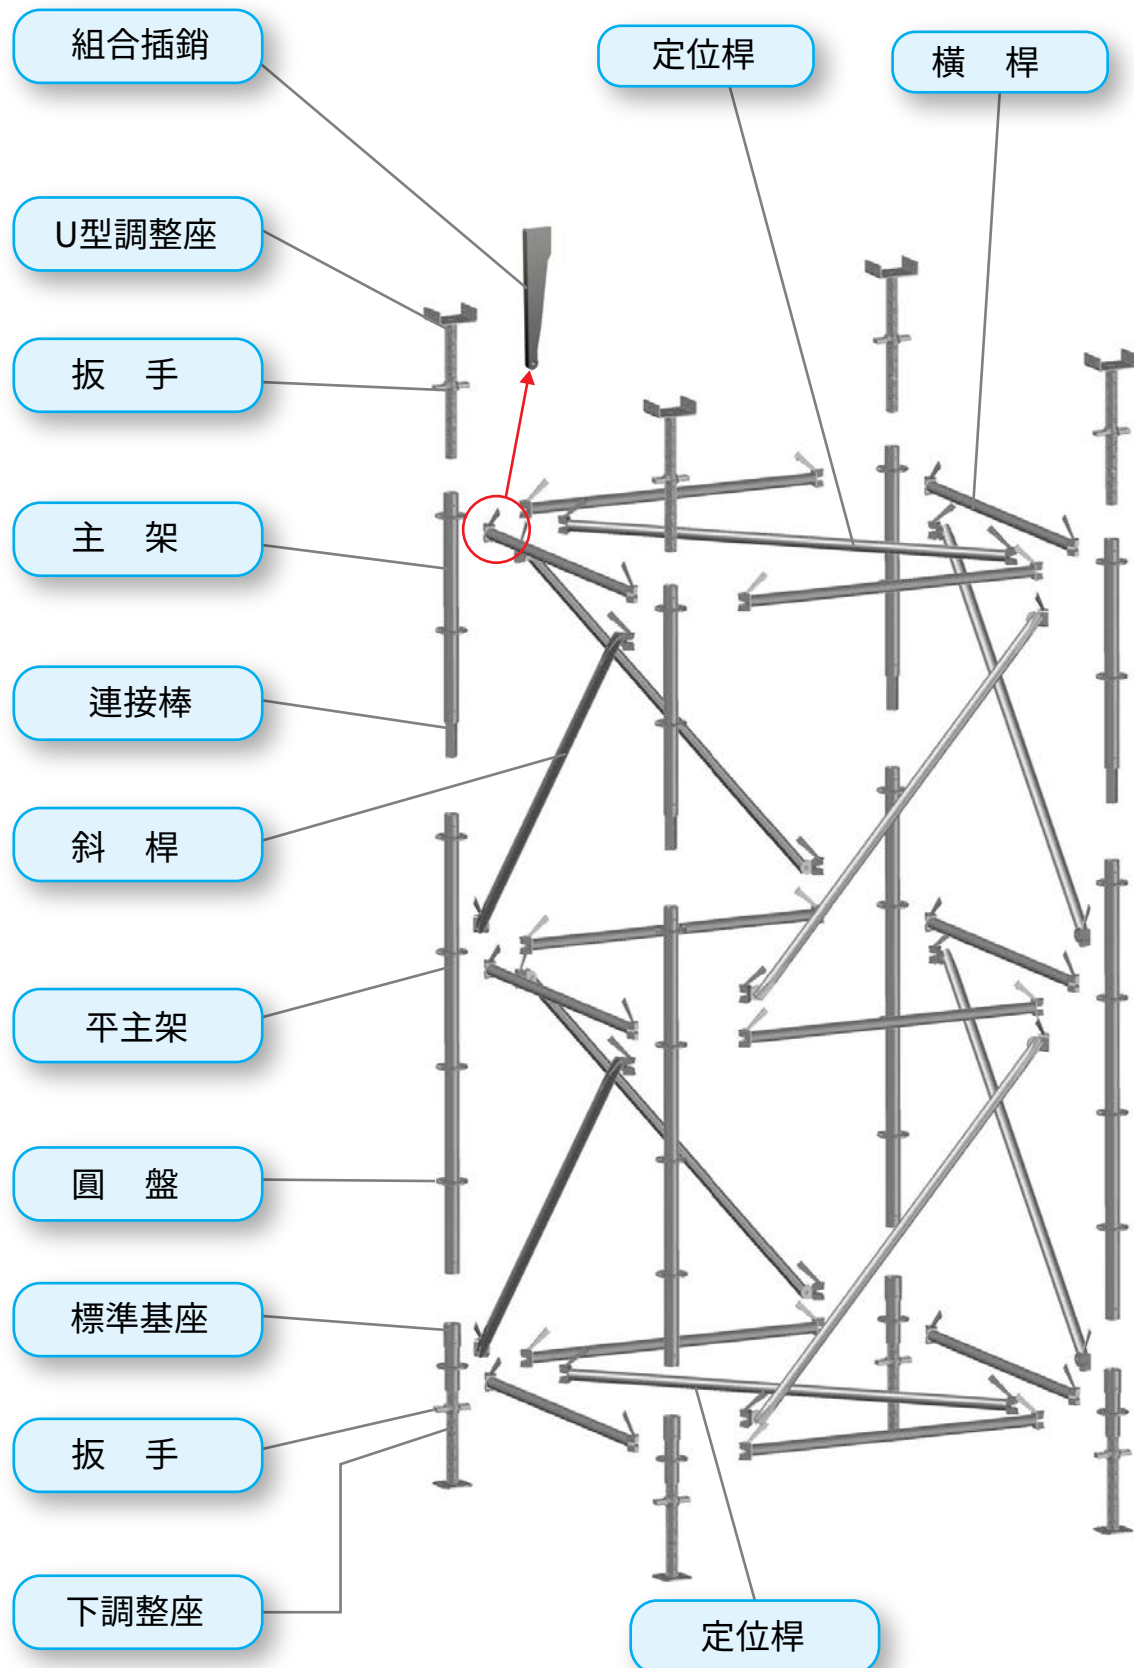 組合插銷
定位桿
橫 桿
U型調整座
扳 手
主 架
連接棒
斜 桿
平主架
圓 盤
標準基座
扳 手
下調整座
定位桿